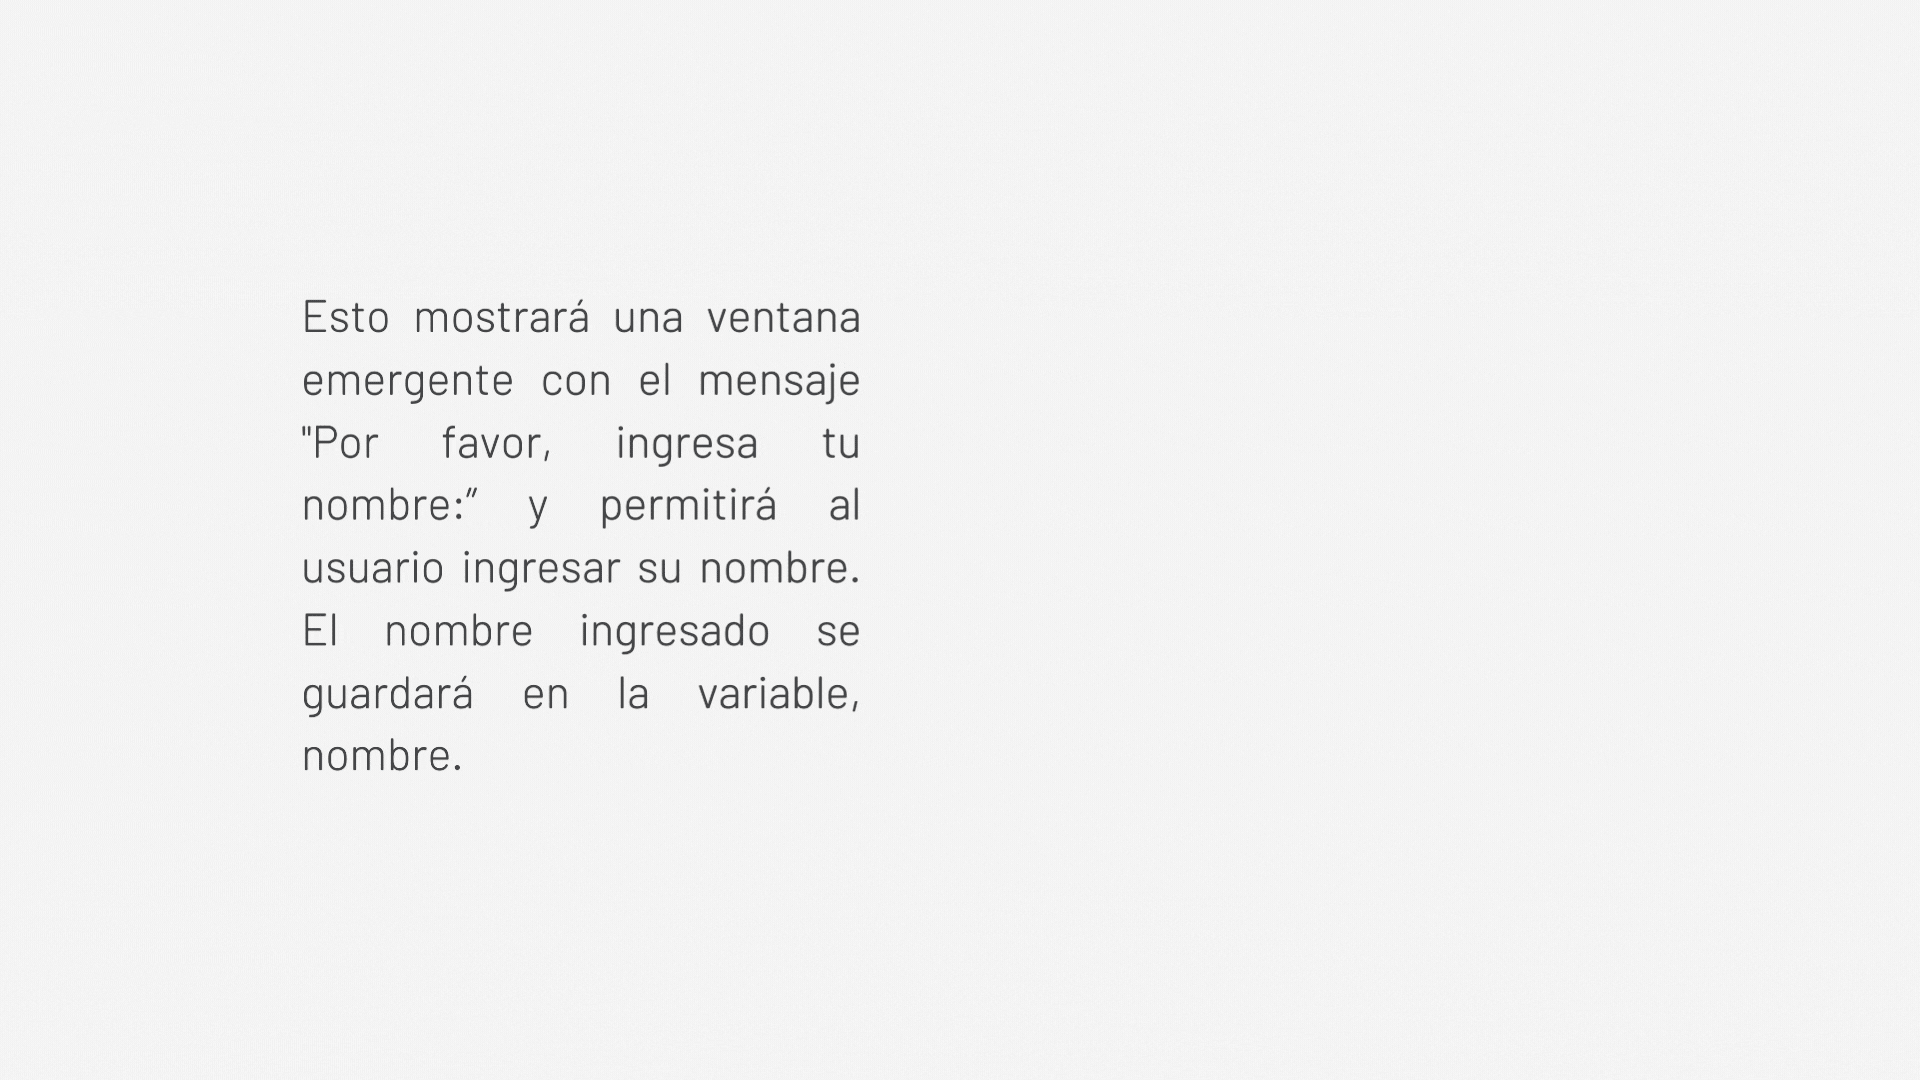 Esto mostrará una ventana
emergente con el mensaje
"Por favor, ingresa tu
nombre:” y permitirá al
usuario ingresar su nombre.
El nombre ingresado se
guardará en la variable,
nombre.